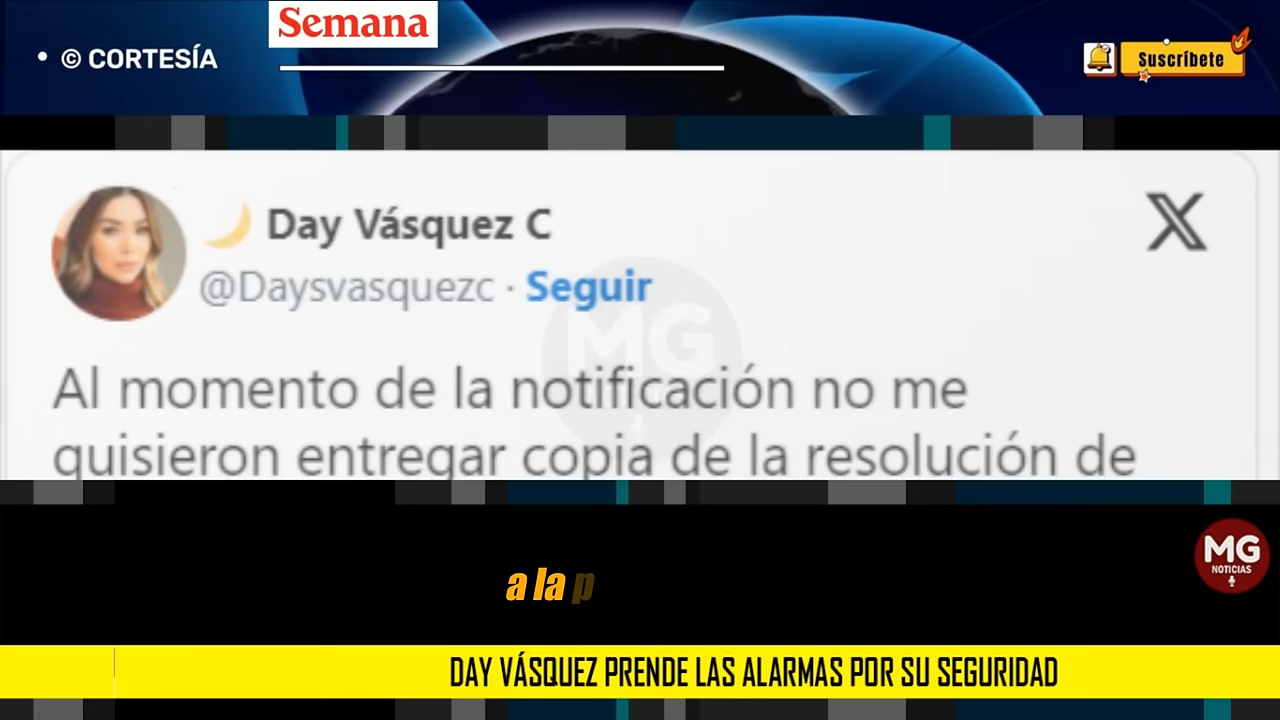 Semana
• © CORTESÍA
Suscríbete
Day Vásquez C
X
@Daysvasquezc · Seguir
MG
Al momento de la notificación no me
quisieron entregar copia de la resolución de
a la p
MG
NOTICIAS
DAY VÁSQUEZ PRENDE LAS ALARMAS POR SU SEGURIDAD